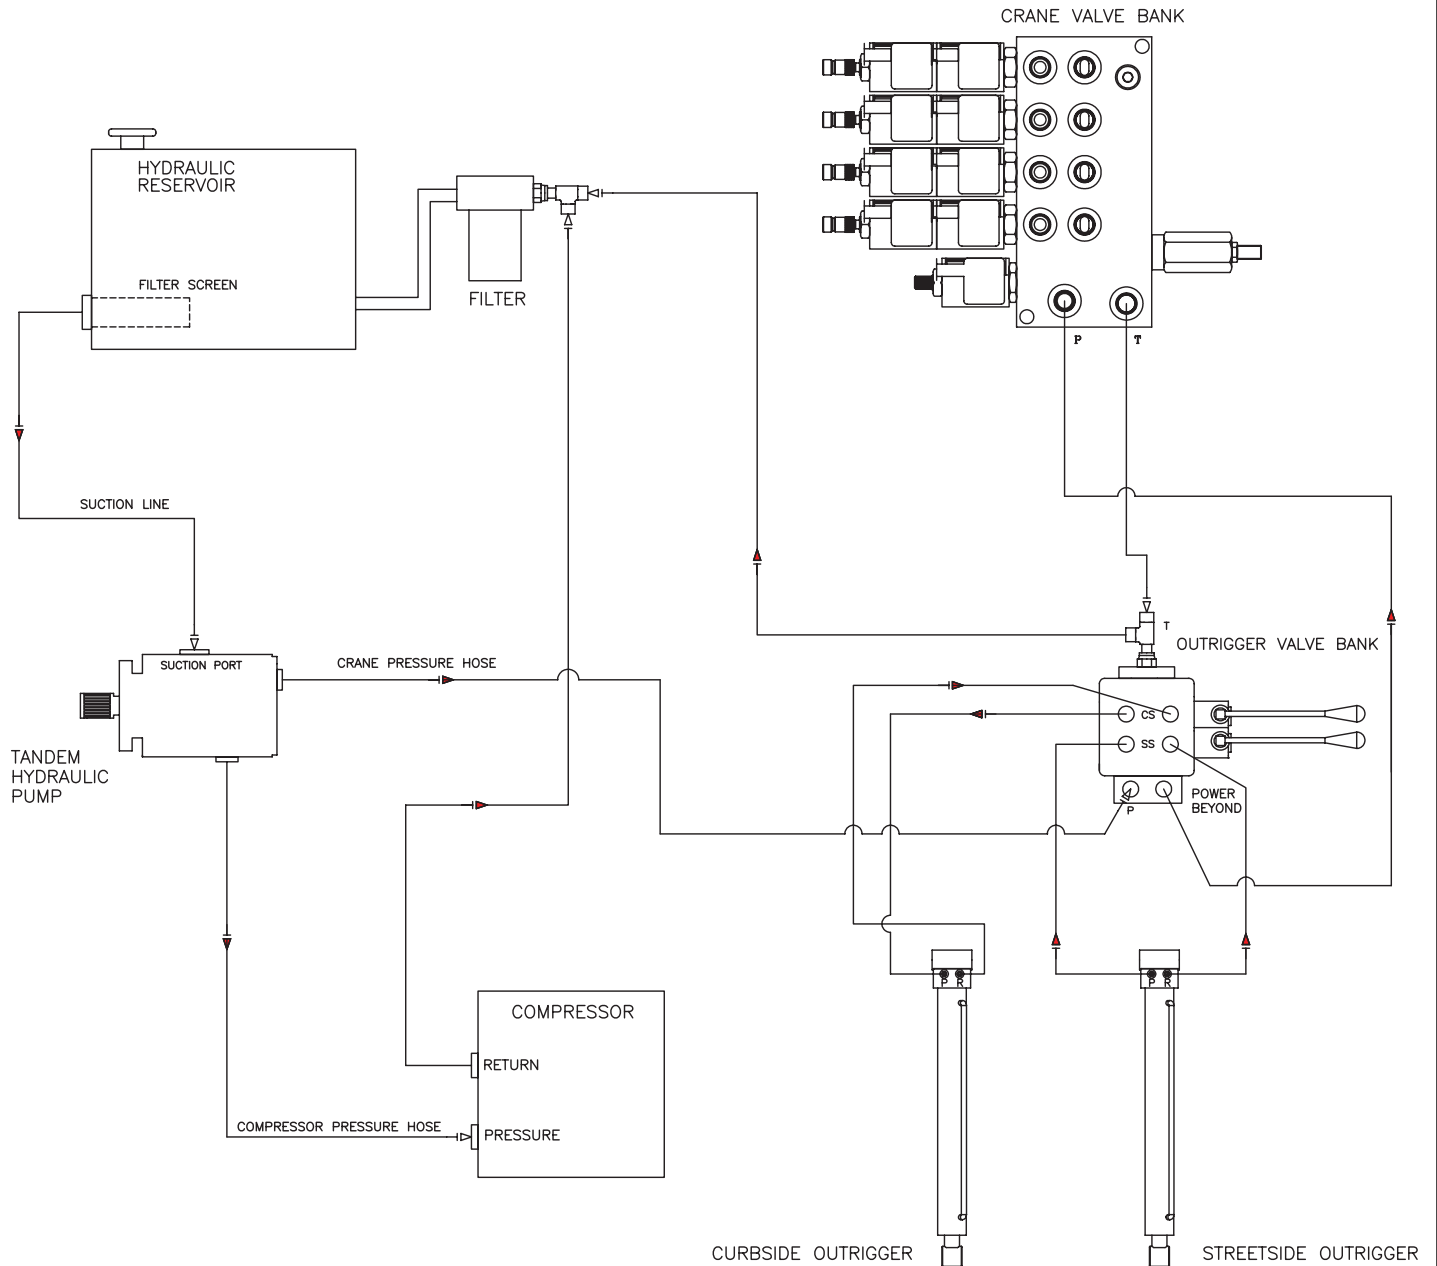 CRANE VALVE BANK
HYDRAULIC
RESERVOIR
FILTER SCREEN
FILTER
P
T
SUCTION LINE
T
OUTRIGGER VALVE BANK
SUCTION PORT
CRANE PRESSURE HOSE
CS
SS
TANDEM
HYDRAULIC
PUMP
POWER
BEYOND
P
P R
P R
COMPRESSOR
RETURN
COMPRESSOR PRESSURE HOSE
PRESSURE
CURBSIDE OUTRIGGER
STREETSIDE OUTRIGGER